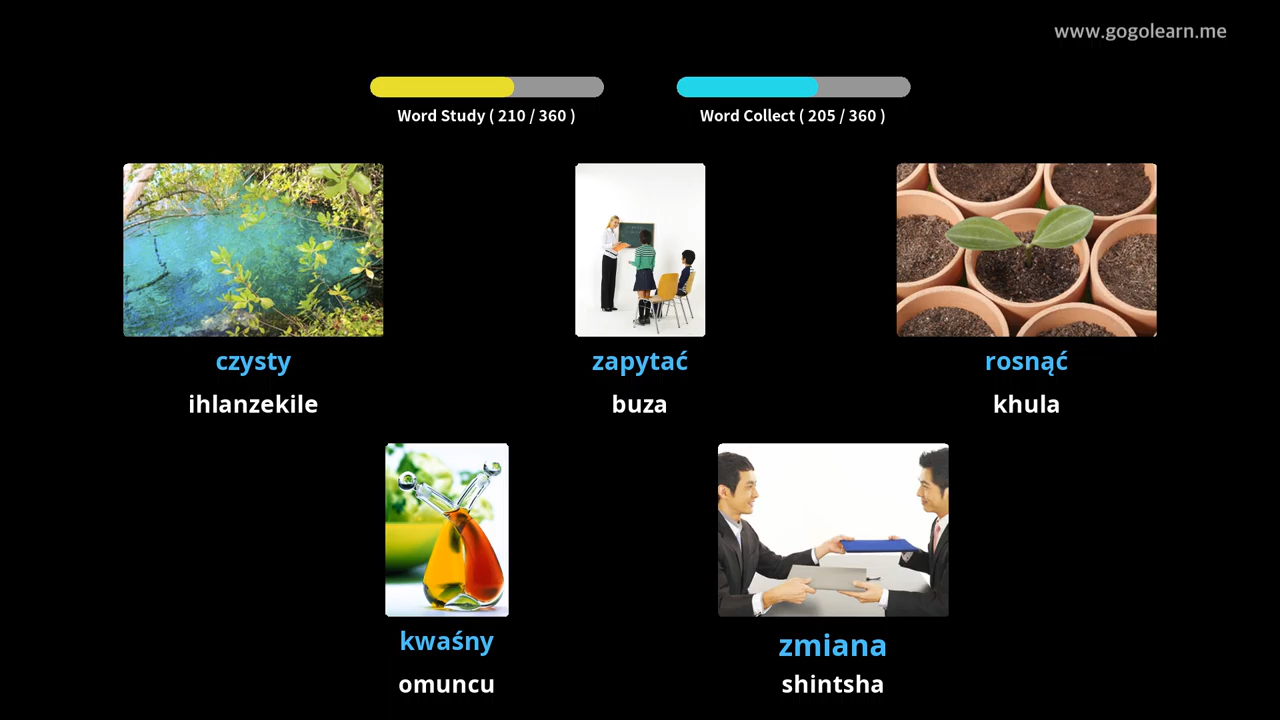 www.gogolearn.me
Word Study ( 210 / 360 )
Word Collect ( 205 / 360 )
czysty
ihlanzekile
zapytać
buza
rosnąć
khula
kwaśny
omuncu
zmiana
shintsha